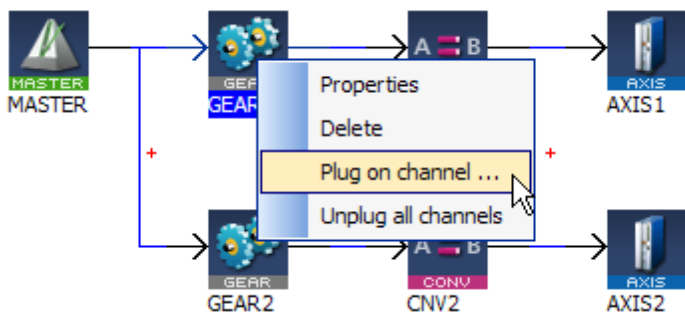 A B
MASTER
GEA
AXIS
MASTER
GEAR
AXIS1
Properties
Delete
Plug on channel ...
Unplug all channels
A B
GEAR
CONV
AXIS
GEAR2
CNV2
AXIS2